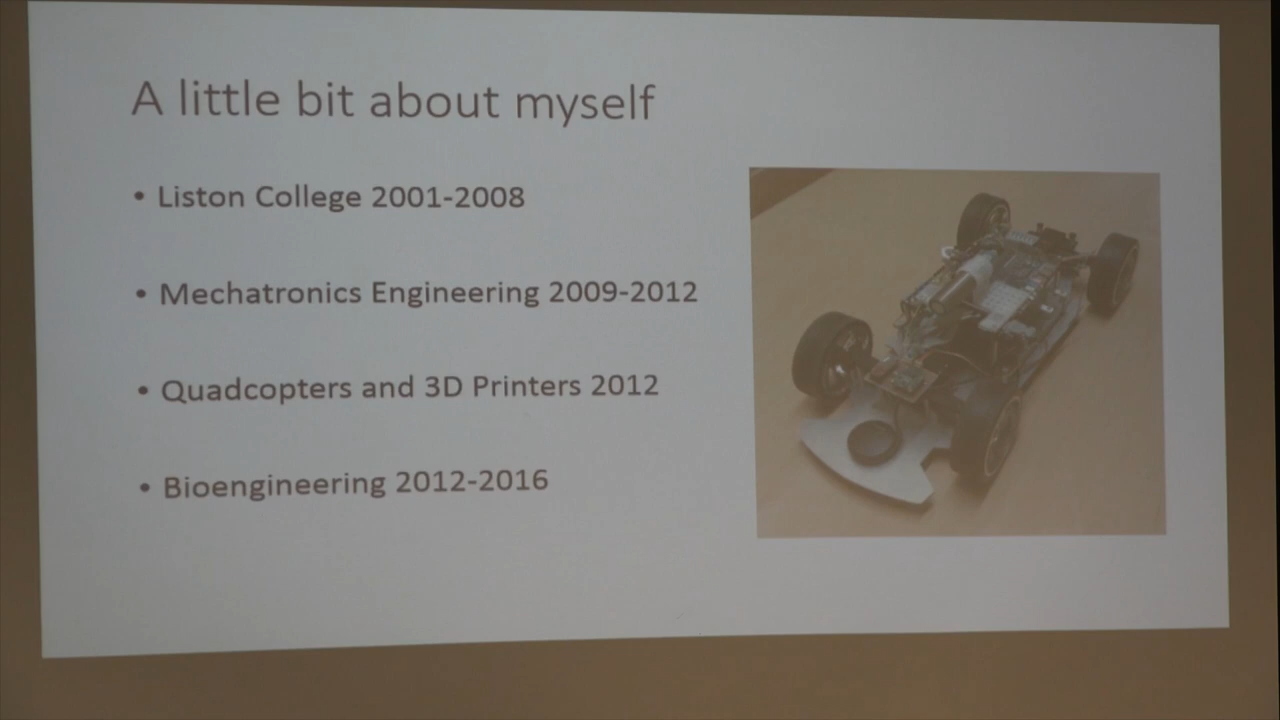 A little bit about myself
• Liston College 2001-2008
• Mechatronics Engineering 2009-2012
• Quadcopters and 3D Printers 2012
• Bioengineering 2012-2016